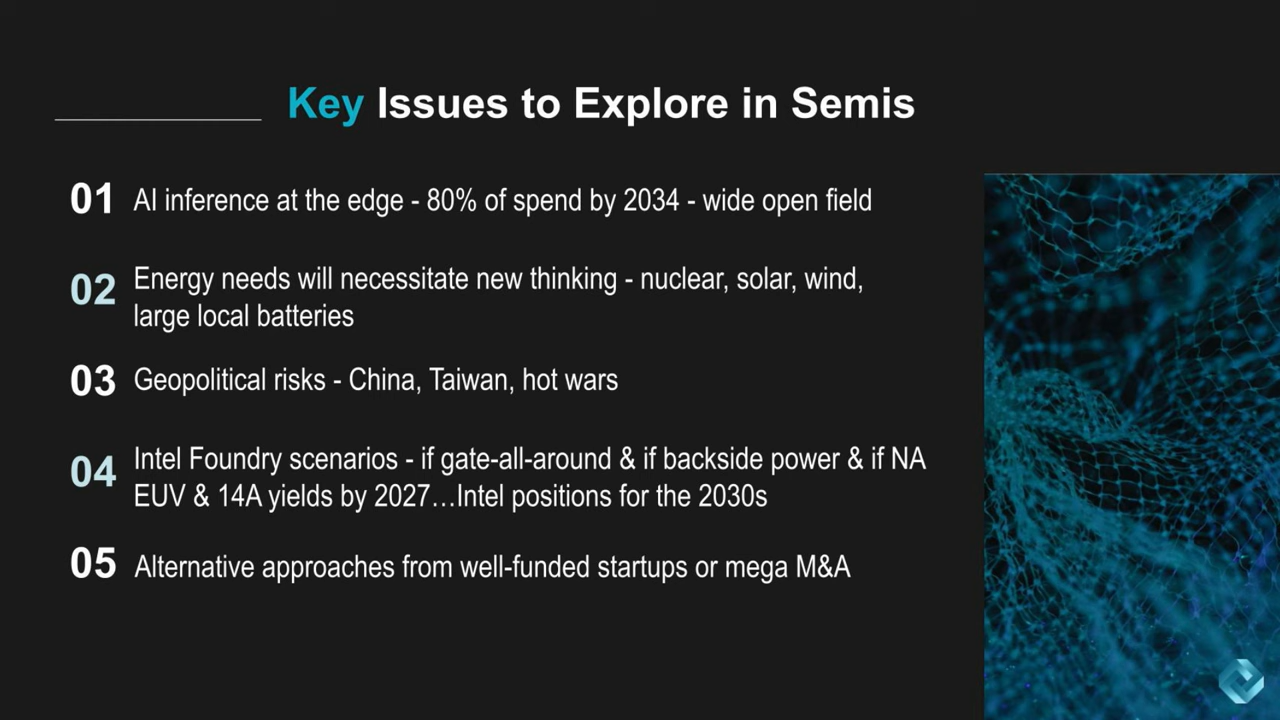 Key Issues to Explore in Semis
01 AI inference at the edge - 80% of spend by 2034 - wide open field
02 Energy needs will necessitate new thinking - nuclear, solar, wind,
large local batteries
03 Geopolitical risks - China, Taiwan, hot wars
04 Intel Foundry scenarios - if gate-all-around & if backside power & if NA
EUV & 14A yields by 2027…Intel positions for the 2030s
05 Alternative approaches from well-funded startups or mega M&A